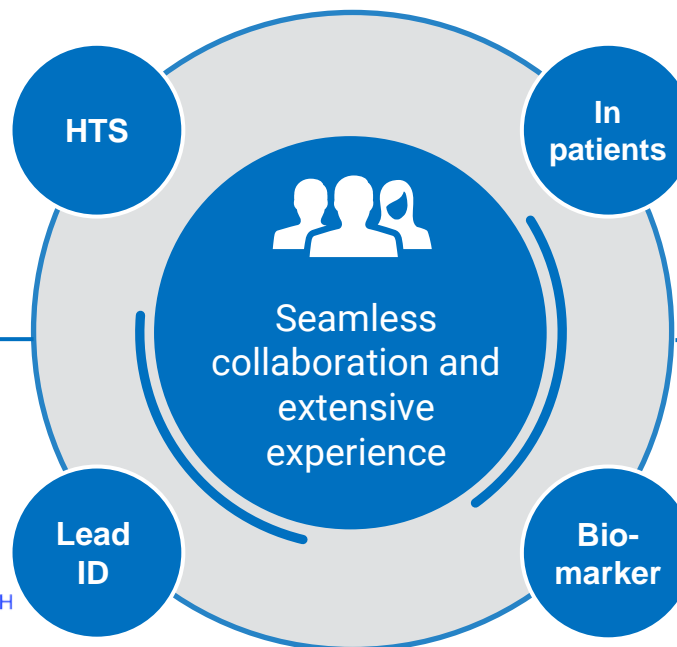 HTS
In
patients
Seamless
collaboration and
extensive
experience
Lead
ID
Bio-
marker
H